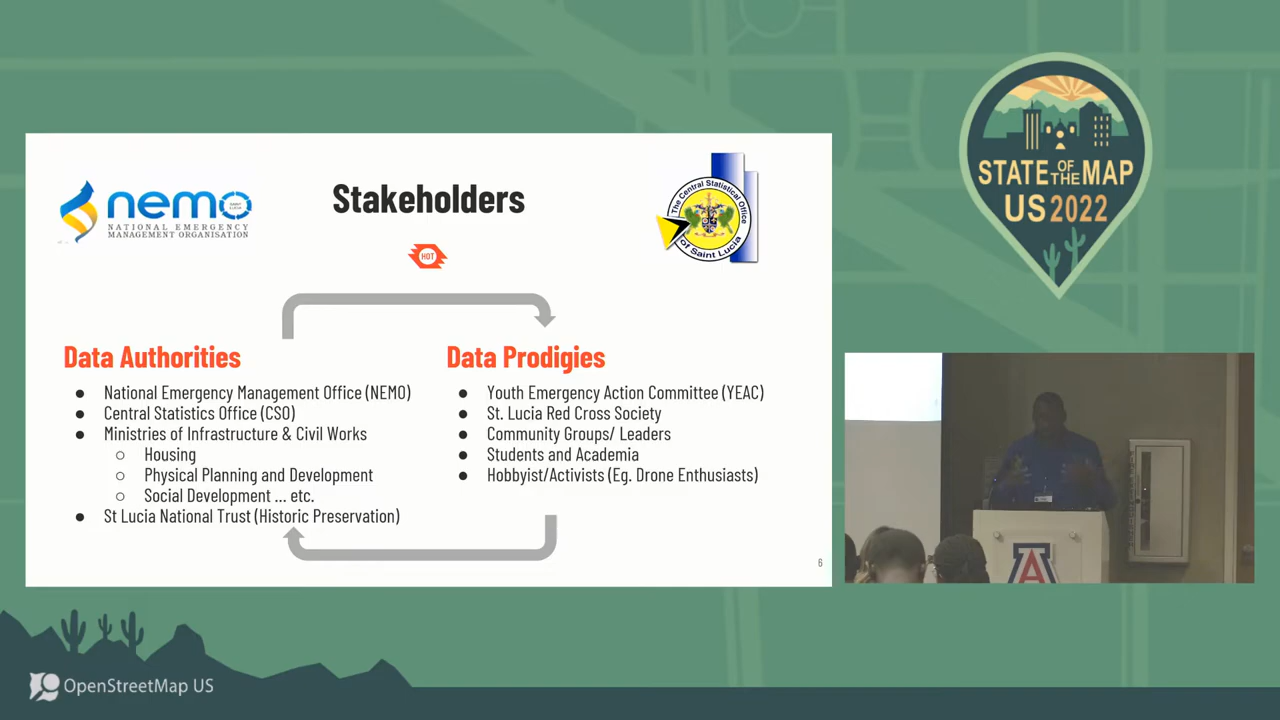 nemo
SAINT LUCIA
NATIONAL EMERGENCY
MANAGEMENT ORGANISATION
Stakeholders
HOT
The Central Statistical Office
of Saint Lucia
Data Authorities
● National Emergency Management Office (NEMO)
● Central Statistics Office (CSO)
● Ministries of Infrastructure & Civil Works
○ Housing
○ Physical Planning and Development
○ Social Development ... etc.
● St Lucia National Trust (Historic Preservation)
Data Prodigies
● Youth Emergency Action Committee (YEAC)
● St. Lucia Red Cross Society
● Community Groups/ Leaders
● Students and Academia
● Hobbyist/Activists (Eg. Drone Enthusiasts)
6
STATE OF THE MAP
US 2022
A
OpenStreetMap US